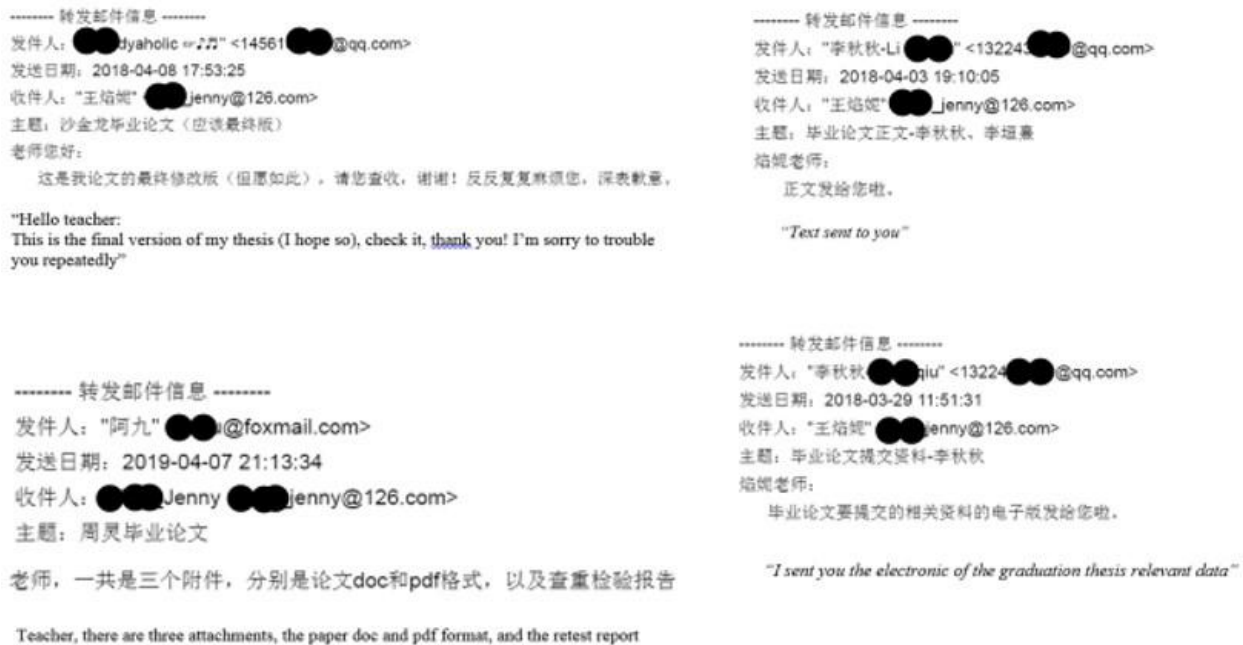 -------- 转发邮件信息 --------
发件人：dyaholic ☞♪♬" <14561@qq.com>
发送日期：2018-04-08 17:53:25
收件人："王焰妮" _jenny@126.com>
主题：沙金龙毕业论文（应该最终版）
老师您好：
这是我论文的最终修改版（但愿如此），请您查收，谢谢！反反复复麻烦您，深表歉意。
“Hello teacher:
This is the final version of my thesis (I hope so), check it, thank you! I’m sorry to trouble
you repeatedly”
-------- 转发邮件信息 --------
发件人："阿九" @foxmail.com>
发送日期：2019-04-07 21:13:34
收件人：Jenny jenny@126.com>
主题：周灵毕业论文
老师，一共是三个附件，分别是论文doc和pdf格式，以及查重检验报告
Teacher, there are three attachments, the paper doc and pdf format, and the retest report
-------- 转发邮件信息 --------
发件人："李秋秋-Li " <13224@qq.com>
发送日期：2018-04-03 19:10:05
收件人："王焰妮" _jenny@126.com>
主题：毕业论文正文-李秋秋、李垣熹
焰妮老师：
正文发给您啦。
“Text sent to you”
-------- 转发邮件信息 --------
发件人："李秋秋 qiu" <13224@qq.com>
发送日期：2018-03-29 11:51:31
收件人："王焰妮" jenny@126.com>
主题：毕业论文提交资料-李秋秋
焰妮老师：
毕业论文要提交的相关资料的电子版发给您啦。
“I sent you the electronic of the graduation thesis relevant data”